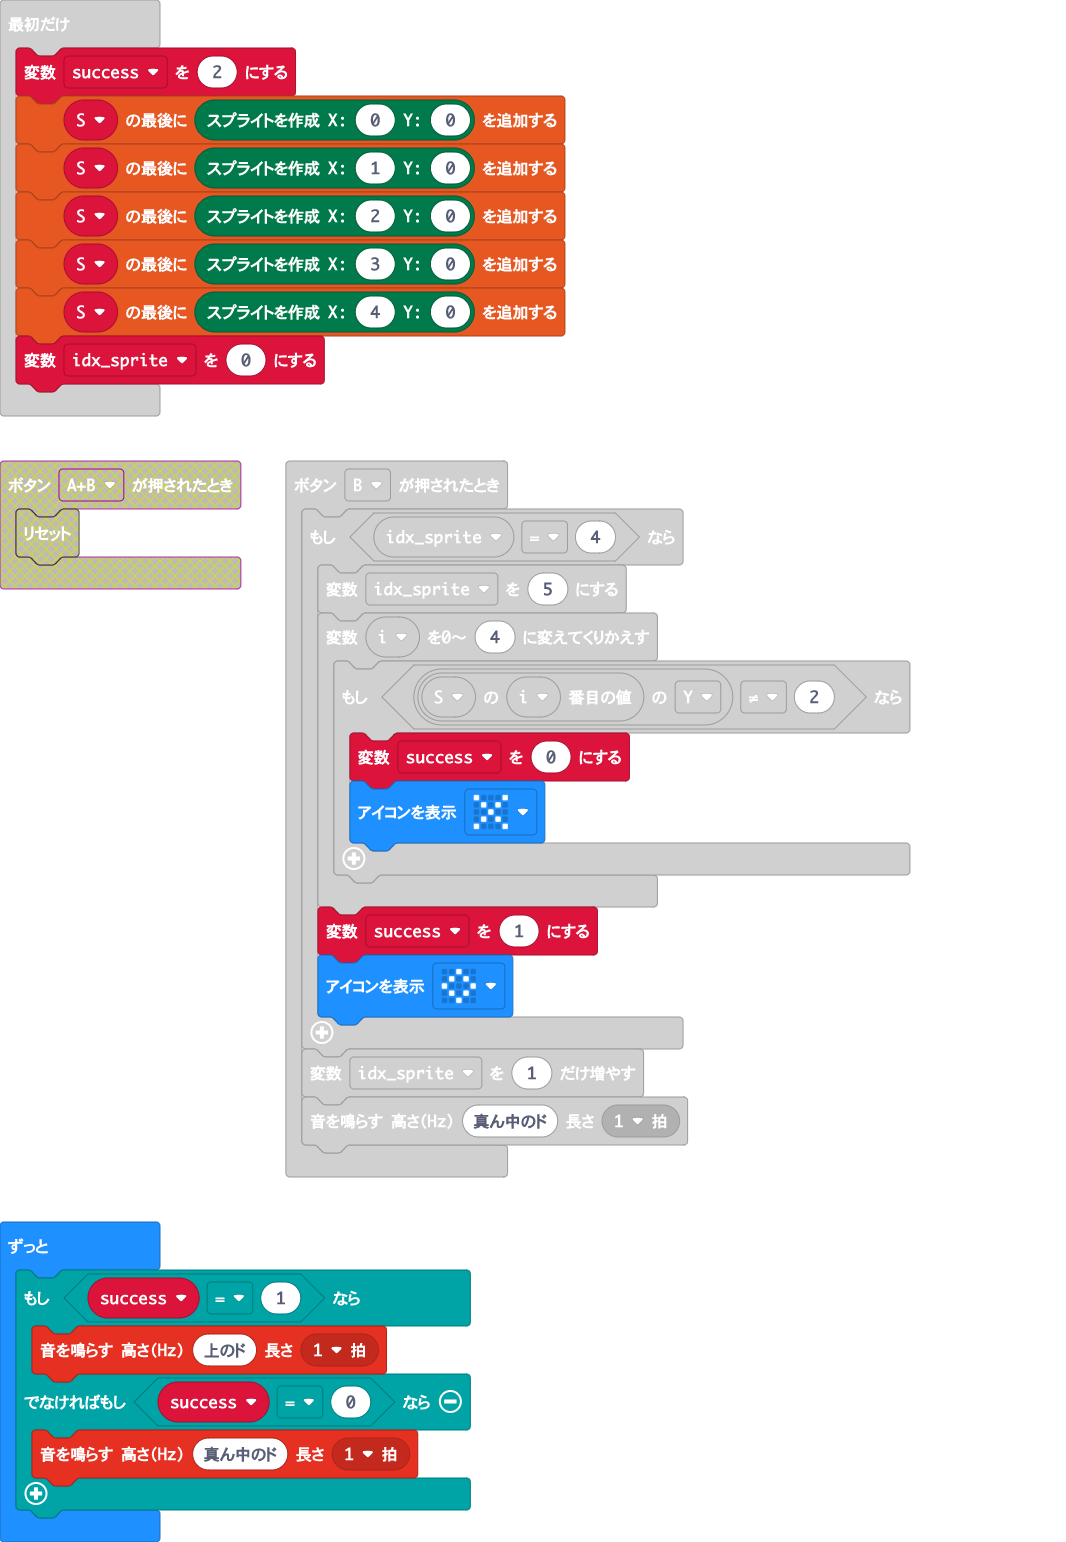 最初だけ
変数 success を 2 にする
S の最後に スプライトを作成 X: 0 Y: 0 を追加する
S の最後に スプライトを作成 X: 1 Y: 0 を追加する
S の最後に スプライトを作成 X: 2 Y: 0 を追加する
S の最後に スプライトを作成 X: 3 Y: 0 を追加する
S の最後に スプライトを作成 X: 4 Y: 0 を追加する
変数 idx_sprite を 0 にする
ボタン A+B が押されたとき
リセット
ボタン B が押されたとき
もし idx_sprite = 4 なら
変数 idx_sprite を 5 にする
変数 i を0～ 4 に変えてくりかえす
もし S の i 番目の値 の Y ≠ 2 なら
変数 success を 0 にする
アイコンを表示
変数 success を 1 にする
アイコンを表示
変数 idx_sprite を 1 だけ増やす
音を鳴らす 高さ(Hz) 真ん中のド 長さ 1 拍
ずっと
もし success = 1 なら
音を鳴らす 高さ(Hz) 上のド 長さ 1 拍
でなければもし success = 0 なら
音を鳴らす 高さ(Hz) 真ん中のド 長さ 1 拍